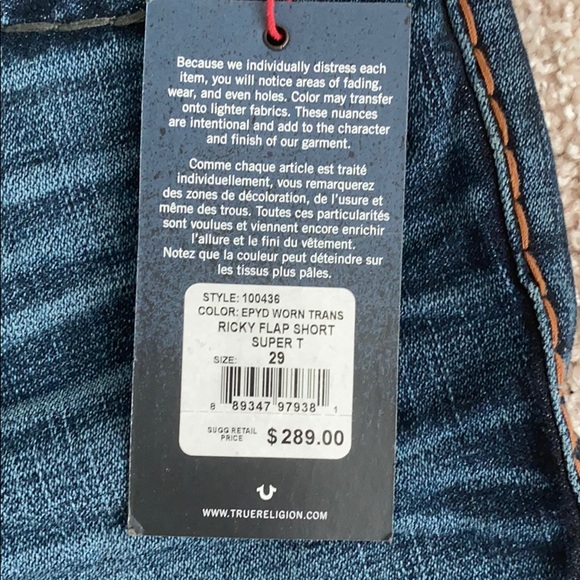 Because we individually distress each
item, you will notice areas of fading,
wear, and even holes. Color may transfer
onto lighter fabrics. These nuances
are intentional and add to the character
and finish of our garment.
Comme chaque article est traité
individuellement, vous remarquerez
des zones de décoloration, de l'usure et
même des trous. Toutes ces particularités
sont voulues et viennent encore enrichir
l'allure et le fini du vêtement.
Notez que la couleur peut déteindre sur
les tissus plus pâles.
STYLE: 100436
COLOR: EPYD WORN TRANS
RICKY FLAP SHORT
SUPER T
SIZE: 29
8 89347 97938 1
SUGG RETAIL
PRICE $289.00
WWW.TRUERELIGION.COM